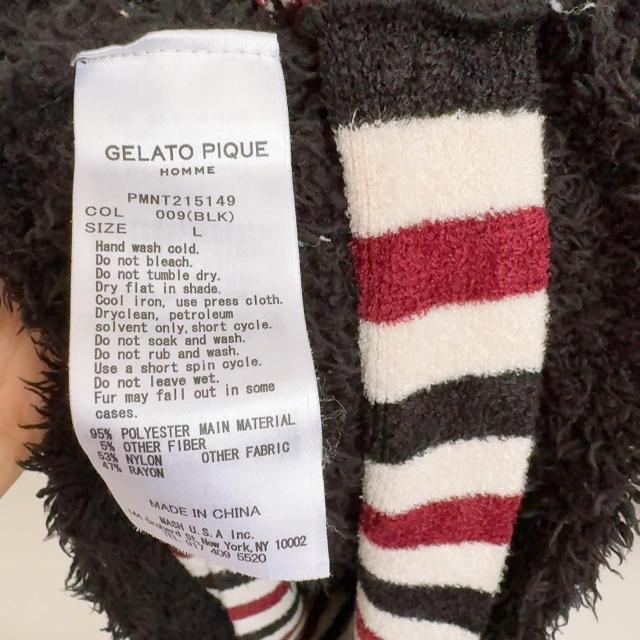 GELATO PIQUE
HOMME
PMNT215149
COL 009(BLK)
SIZE L
Hand wash cold.
Do not bleach.
Do not tumble dry.
Dry flat in shade.
Cool iron, use press cloth.
Dryclean, petroleum
solvent only, short cycle.
Do not soak and wash.
Do not rub and wash.
Use a short spin cycle.
Do not leave wet.
Fur may fall out in some
cases.
95% POLYESTER MAIN MATERIAL
5% OTHER FIBER
53% NYLON OTHER FABRIC
47% RAYON
MADE IN CHINA
MASH U.S.A Inc.
Orchard St, New York, NY 10002
409 5520